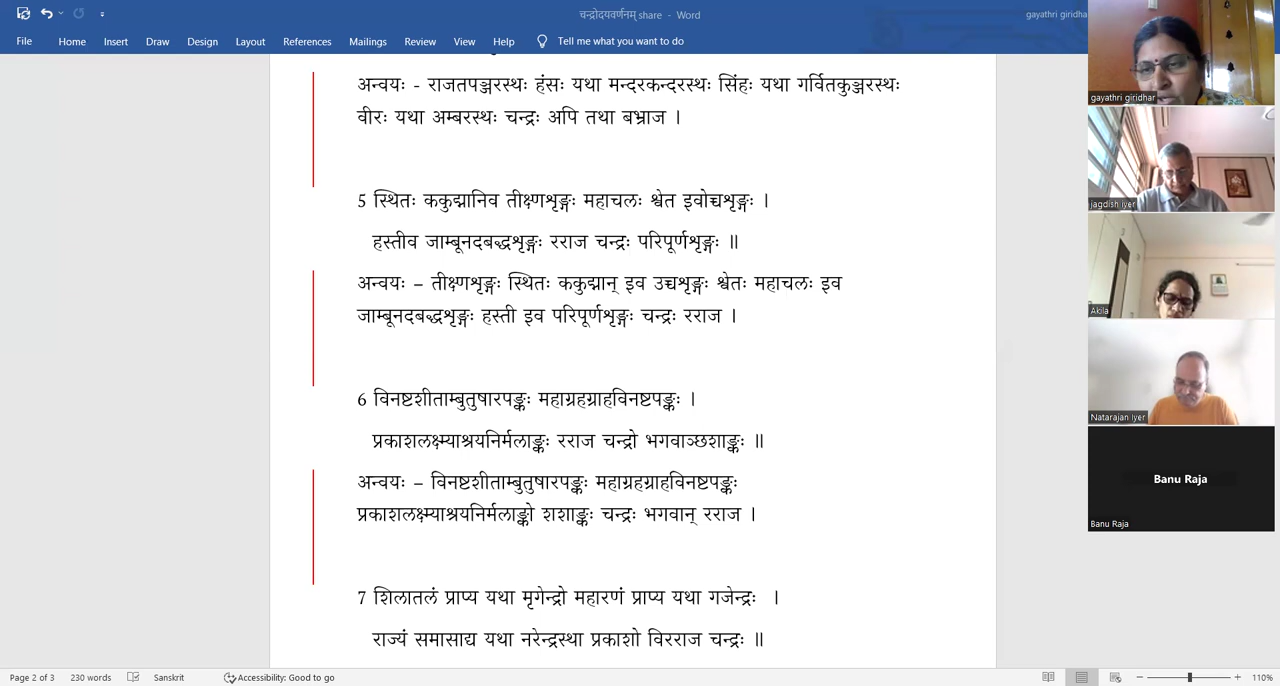 चन्द्रोदयवर्णनम् share - Word
gayathri giridha
File Home Insert Draw Design Layout References Mailings Review View Help Tell me what you want to do
अन्वयः - राजतपञ्जरस्थः हंसः यथा मन्दरकन्दरस्थः सिंहः यथा गर्वितकुञ्जरस्थः
वीरः यथा अम्बरस्थः चन्द्रः अपि तथा बभ्राज ।
5 स्थितः ककुद्मानिव तीक्ष्णशृङ्गः महाचलः श्वेत इवोच्चशृङ्गः ।
हस्तीव जाम्बूनदबद्धशृङ्गः रराज चन्द्रः परिपूर्णशृङ्गः ॥
अन्वयः – तीक्ष्णशृङ्गः स्थितः ककुद्मान् इव उच्चशृङ्गः श्वेतः महाचलः इव
जाम्बूनदबद्धशृङ्गः हस्ती इव परिपूर्णशृङ्गः चन्द्रः रराज ।
6 विनष्टशीताम्बुतुषारपङ्कः महाग्रहग्राहविनष्टपङ्कः ।
प्रकाशलक्ष्म्याश्रयनिर्मलाङ्कः रराज चन्द्रो भगवाञ्छशाङ्कः ॥
अन्वयः – विनष्टशीताम्बुतुषारपङ्कः महाग्रहग्राहविनष्टपङ्कः
प्रकाशलक्ष्म्याश्रयनिर्मलाङ्को शशाङ्कः चन्द्रः भगवान् रराज ।
7 शिलातलं प्राप्य यथा मृगेन्द्रो महारणं प्राप्य यथा गजेन्द्रः ।
राज्यं समासाद्य यथा नरेन्द्रस्था प्रकाशो विरराज चन्द्रः ॥
gayathri giridhar
jagdish iyer
Akila
Natarajan Iyer
Banu Raja
Banu Raja
Page 2 of 3 230 words Sanskrit Accessibility: Good to go 110%